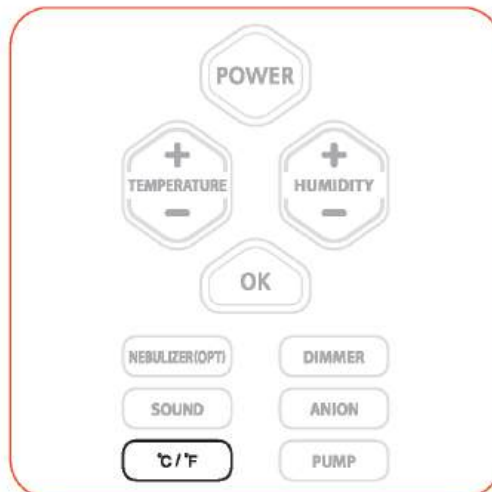 POWER
+ +
TEMPERATURE HUMIDITY
− −
OK
NEBULIZER(OPT) DIMMER
SOUND ANION
℃ / ℉ PUMP